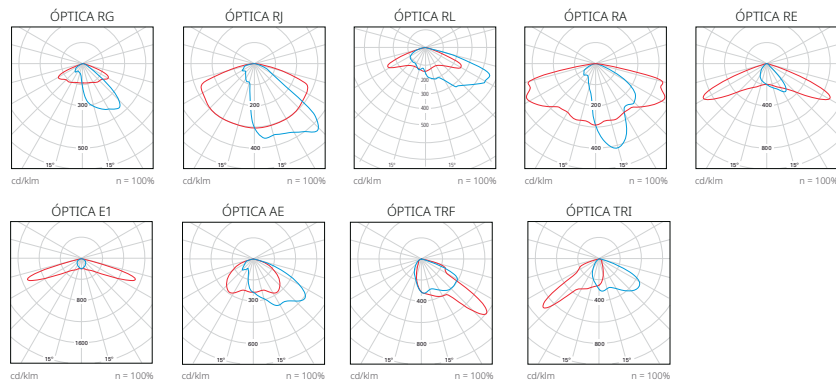 ÓPTICA RG
300
500
15°
15°
cd/klm
n = 100%
ÓPTICA RJ
200
400
15°
15°
cd/klm
n = 100%
ÓPTICA RL
200
300
400
500
15°
15°
cd/klm
n = 100%
ÓPTICA RA
200
400
15°
15°
cd/klm
n = 100%
ÓPTICA RE
400
800
15°
15°
cd/klm
n = 100%
ÓPTICA E1
800
1600
15°
15°
cd/klm
n = 100%
ÓPTICA AE
300
600
15°
15°
cd/klm
n = 100%
ÓPTICA TRF
400
800
15°
15°
cd/klm
n = 100%
ÓPTICA TRI
400
800
15°
15°
cd/klm
n = 100%